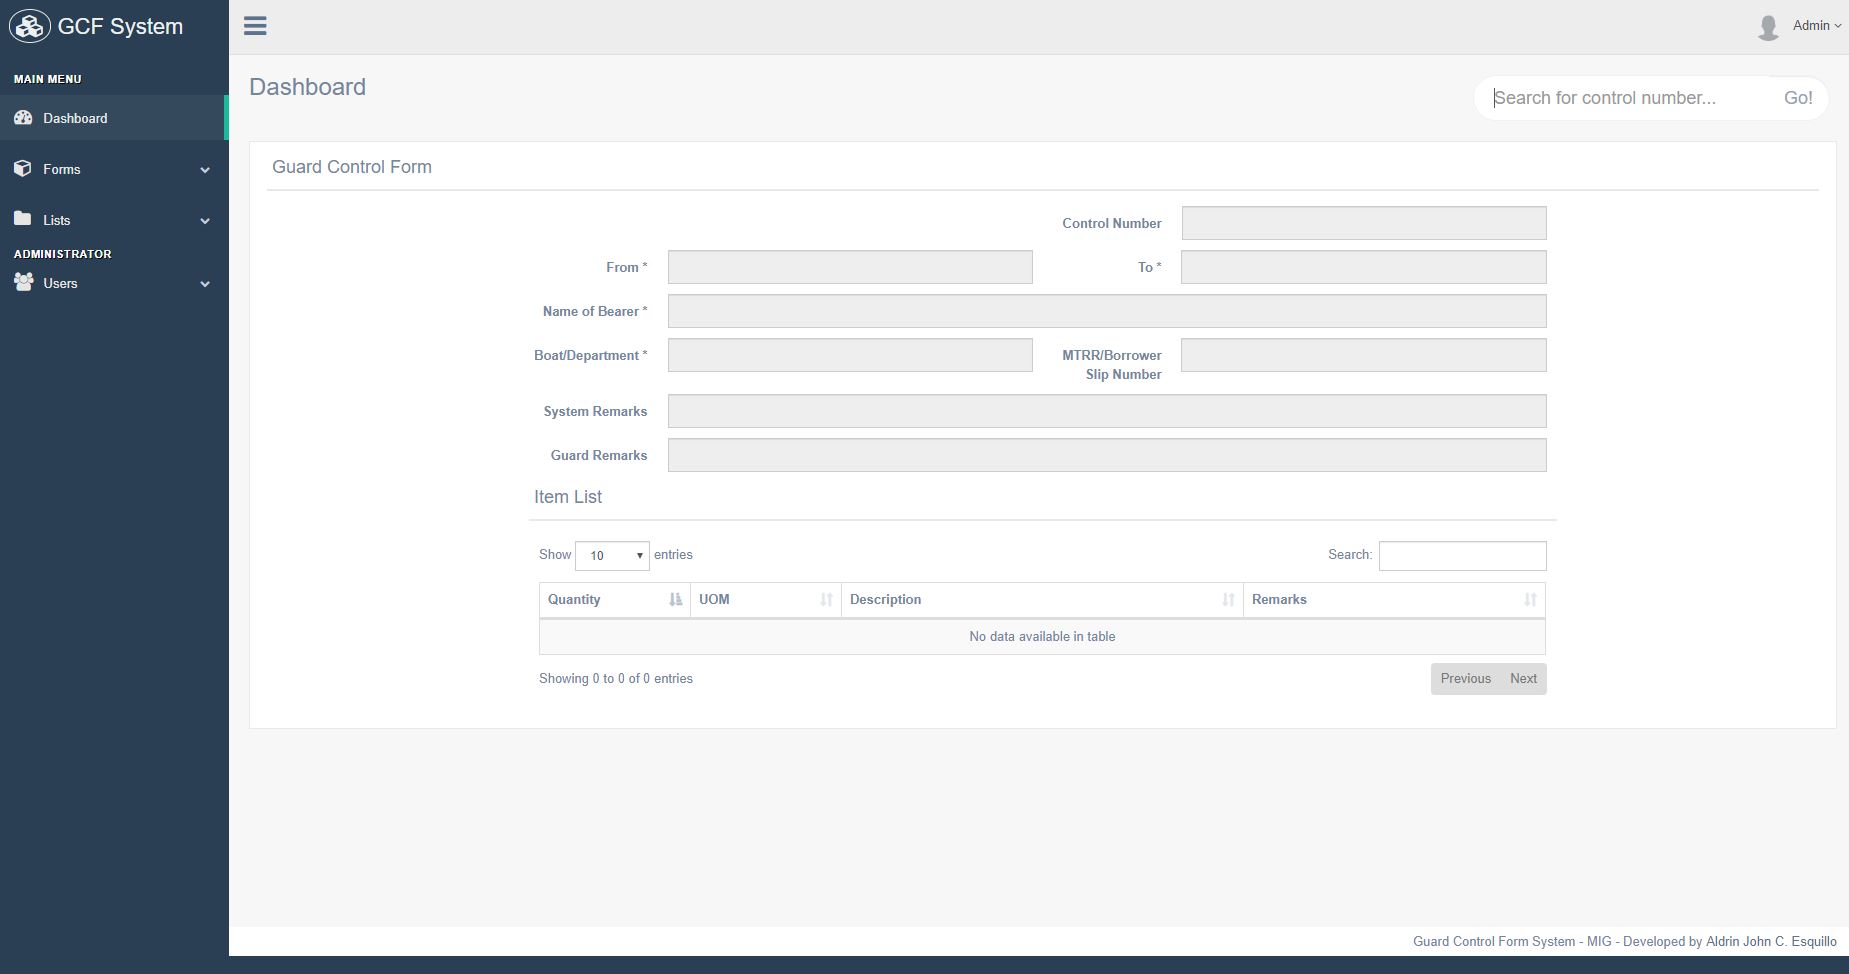 GCF System
Admin
MAIN MENU
Dashboard
Forms
Lists
ADMINISTRATOR
Users
Dashboard
Search for control number...
Go!
Guard Control Form
Control Number
From *
To *
Name of Bearer *
Boat/Department *
MTRR/Borrower
Slip Number
System Remarks
Guard Remarks
Item List
Show 10 entries
Search:
Quantity UOM Description Remarks
No data available in table
Showing 0 to 0 of 0 entries
Previous Next
Guard Control Form System - MIG - Developed by Aldrin John C. Esquillo